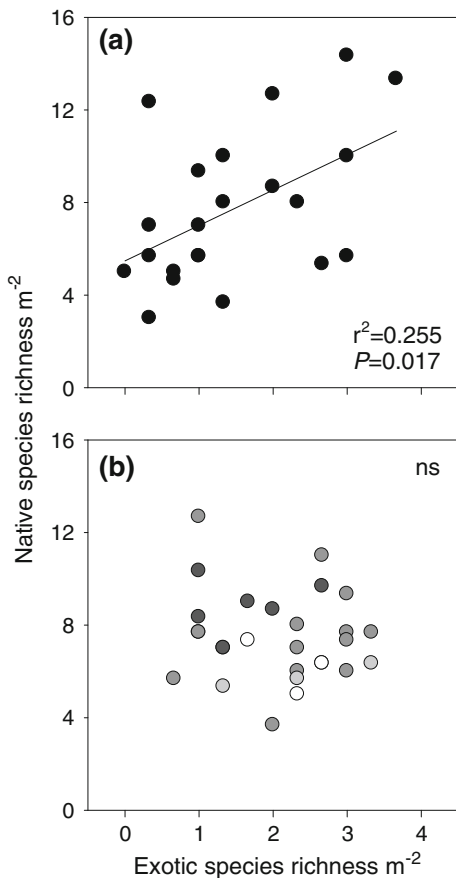 Native species richness m⁻²
16
(a)
12
8
4
r²=0.255
P=0.017
0
16
(b)
ns
12
8
4
0
0 1 2 3 4
Exotic species richness m⁻²